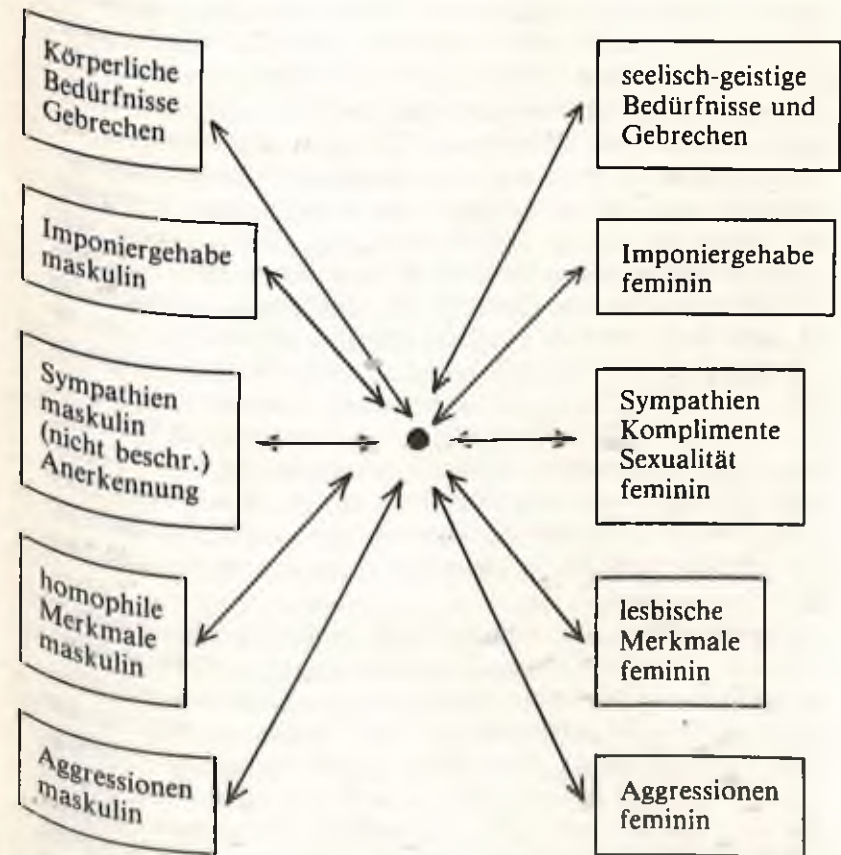 Körperliche
Bedürfnisse
Gebrechen
seelisch-geistige
Bedürfnisse und
Gebrechen
Imponiergehabe
maskulin
Imponiergehabe
feminin
Sympathien
maskulin
(nicht beschr.)
Anerkennung
Sympathien
Komplimente
Sexualität
feminin
homophile
Merkmale
maskulin
lesbische
Merkmale
feminin
Aggressionen
maskulin
Aggressionen
feminin